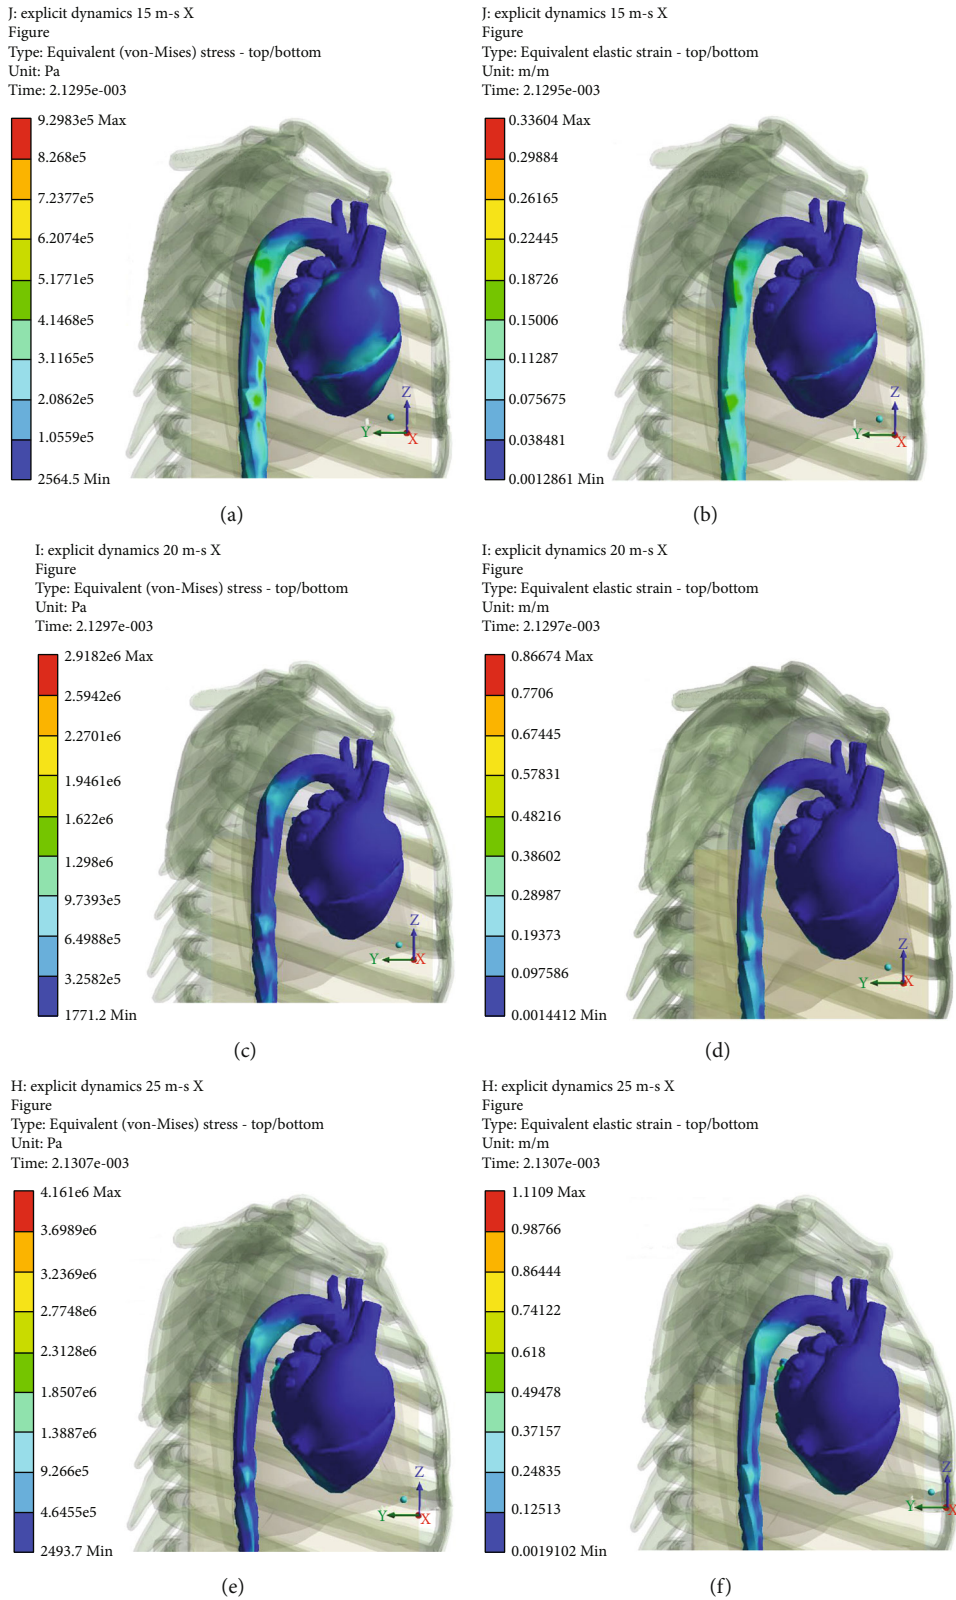 J: explicit dynamics 15 m-s X
Figure
Type: Equivalent (von-Mises) stress - top/bottom
Unit: Pa
Time: 2.1295e-003
9.2983e5 Max
8.268e5
7.2377e5
6.2074e5
5.1771e5
4.1468e5
3.1165e5
2.0862e5
1.0559e5
2564.5 Min
Z
Y
X
(a)
J: explicit dynamics 15 m-s X
Figure
Type: Equivalent elastic strain - top/bottom
Unit: m/m
Time: 2.1295e-003
0.33604 Max
0.29884
0.26165
0.22445
0.18726
0.15006
0.11287
0.075675
0.038481
0.0012861 Min
Z
Y
X
(b)
I: explicit dynamics 20 m-s X
Figure
Type: Equivalent (von-Mises) stress - top/bottom
Unit: Pa
Time: 2.1297e-003
2.9182e6 Max
2.5942e6
2.2701e6
1.9461e6
1.622e6
1.298e6
9.7393e5
6.4988e5
3.2582e5
1771.2 Min
Z
Y
X
(c)
I: explicit dynamics 20 m-s X
Figure
Type: Equivalent elastic strain - top/bottom
Unit: m/m
Time: 2.1297e-003
0.86674 Max
0.7706
0.67445
0.57831
0.48216
0.38602
0.28987
0.19373
0.097586
0.0014412 Min
Z
Y
X
(d)
H: explicit dynamics 25 m-s X
Figure
Type: Equivalent (von-Mises) stress - top/bottom
Unit: Pa
Time: 2.1307e-003
4.161e6 Max
3.6989e6
3.2369e6
2.7748e6
2.3128e6
1.8507e6
1.3887e6
9.266e5
4.6455e5
2493.7 Min
Z
Y
X
(e)
H: explicit dynamics 25 m-s X
Figure
Type: Equivalent elastic strain - top/bottom
Unit: m/m
Time: 2.1307e-003
1.1109 Max
0.98766
0.86444
0.74122
0.618
0.49478
0.37157
0.24835
0.12513
0.0019102 Min
Z
Y
X
(f)